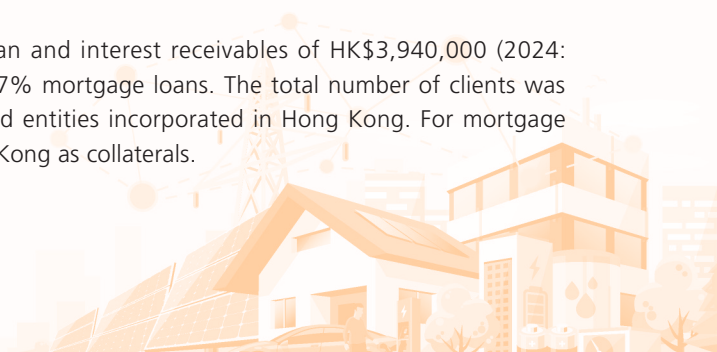 an and interest receivables of HK$3,940,000 (2024:
7% mortgage loans. The total number of clients was
d entities incorporated in Hong Kong. For mortgage
Kong as collaterals.